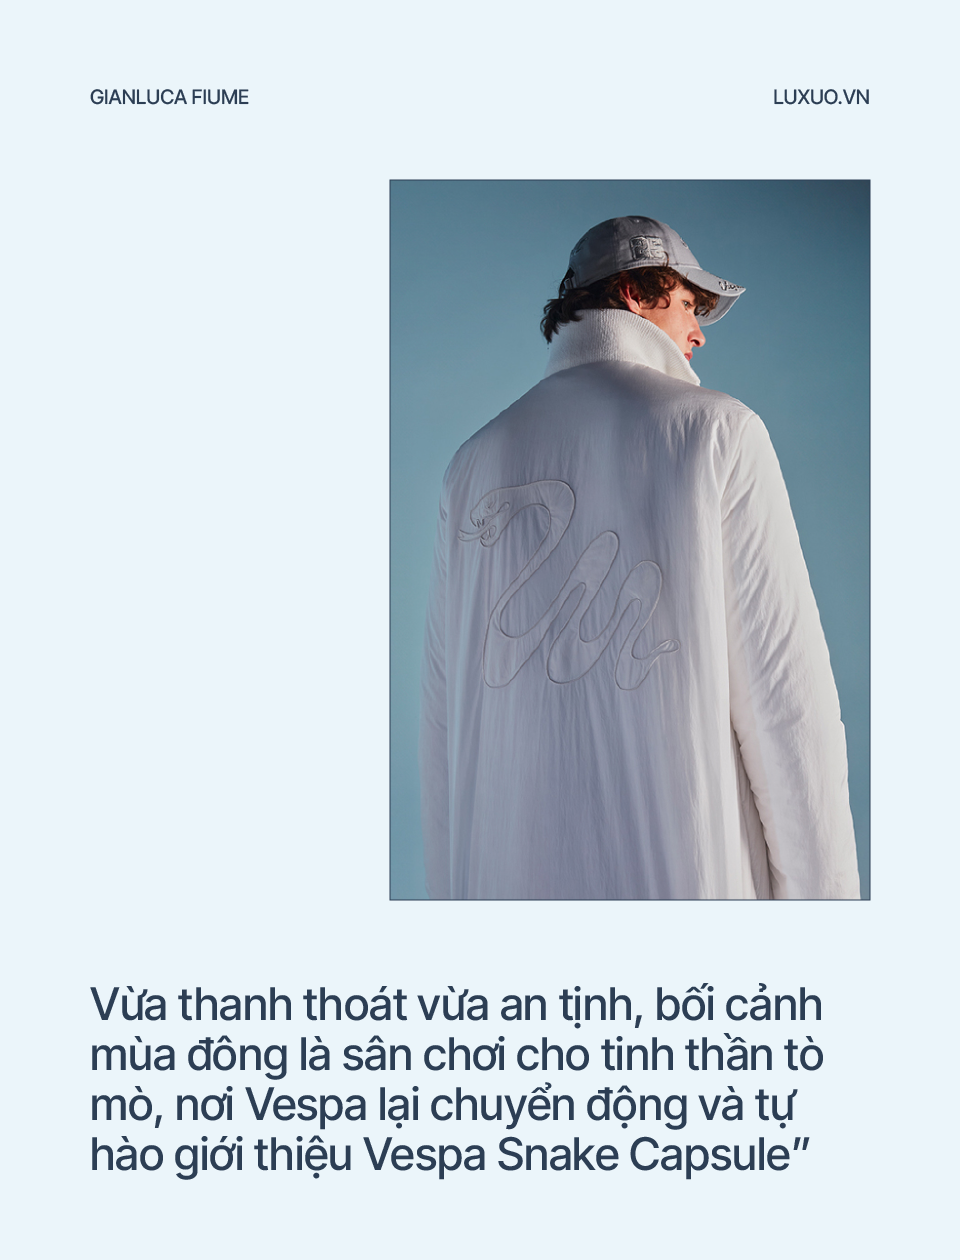 GIANLUCA FIUME
LUXUO.VN
Vừa thanh thoát vừa an tịnh, bối cảnh
mùa đông là sân chơi cho tinh thần tò
mò, nơi Vespa lại chuyển động và tự
hào giới thiệu Vespa Snake Capsule”